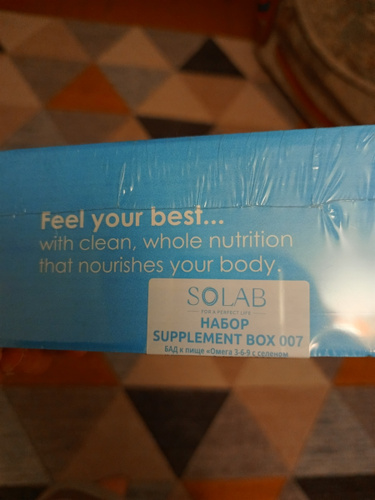 Feel your best...
with clean, whole nutrition
that nourishes your body.
SOLAB
FOR A PERFECT LIFE
НАБОР
SUPPLEMENT BOX 007
БАД к пище «Омега 3-6-9 с селеном